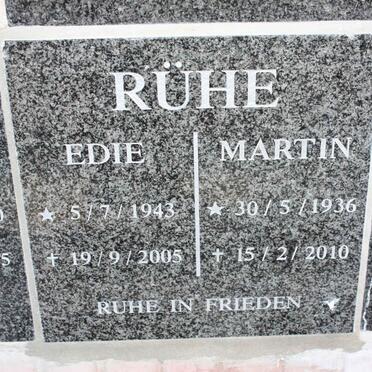 RÜHE
EDIE MARTIN
★ 5/7/1943 ★ 30/5/1936
✝ 19/9/2005 ✝ 15/2/2010
RUHE IN FRIEDEN